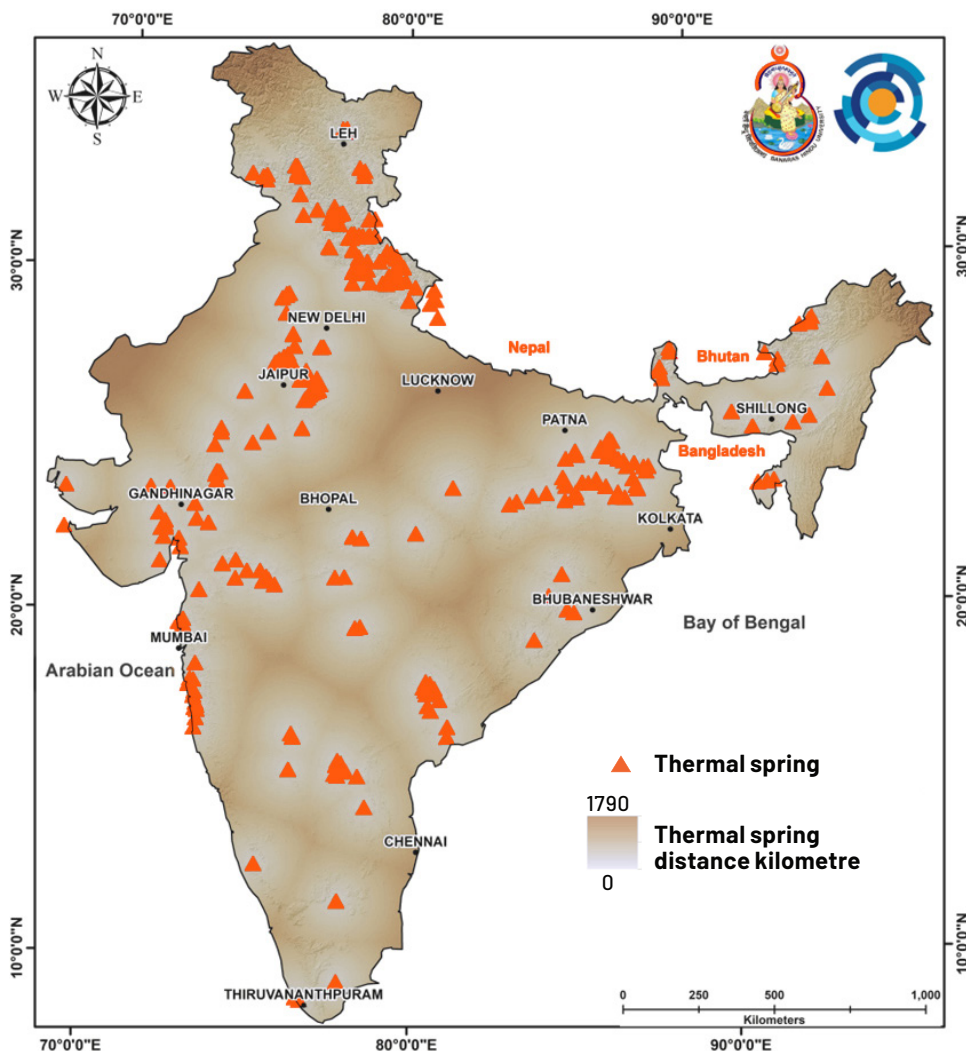 70°0'0"E
80°0'0"E
90°0'0"E
N
W
E
S
BANARAS HINDU UNIVERSITY
LEH
30°0'0"N
30°0'0"N
NEW DELHI
Nepal
Bhutan
JAIPUR
LUCKNOW
SHILLONG
PATNA
Bangladesh
GANDHINAGAR
BHOPAL
KOLKATA
20°0'0"N
20°0'0"N
BHUBANESHWAR
Bay of Bengal
MUMBAI
Arabian Ocean
Thermal spring
1790
Thermal spring
distance kilometre
0
CHENNAI
10°0'0"N
10°0'0"N
THIRUVANANTHPURAM
0
250
500
1,000
Kilometers
70°0'0"E
80°0'0"E
90°0'0"E